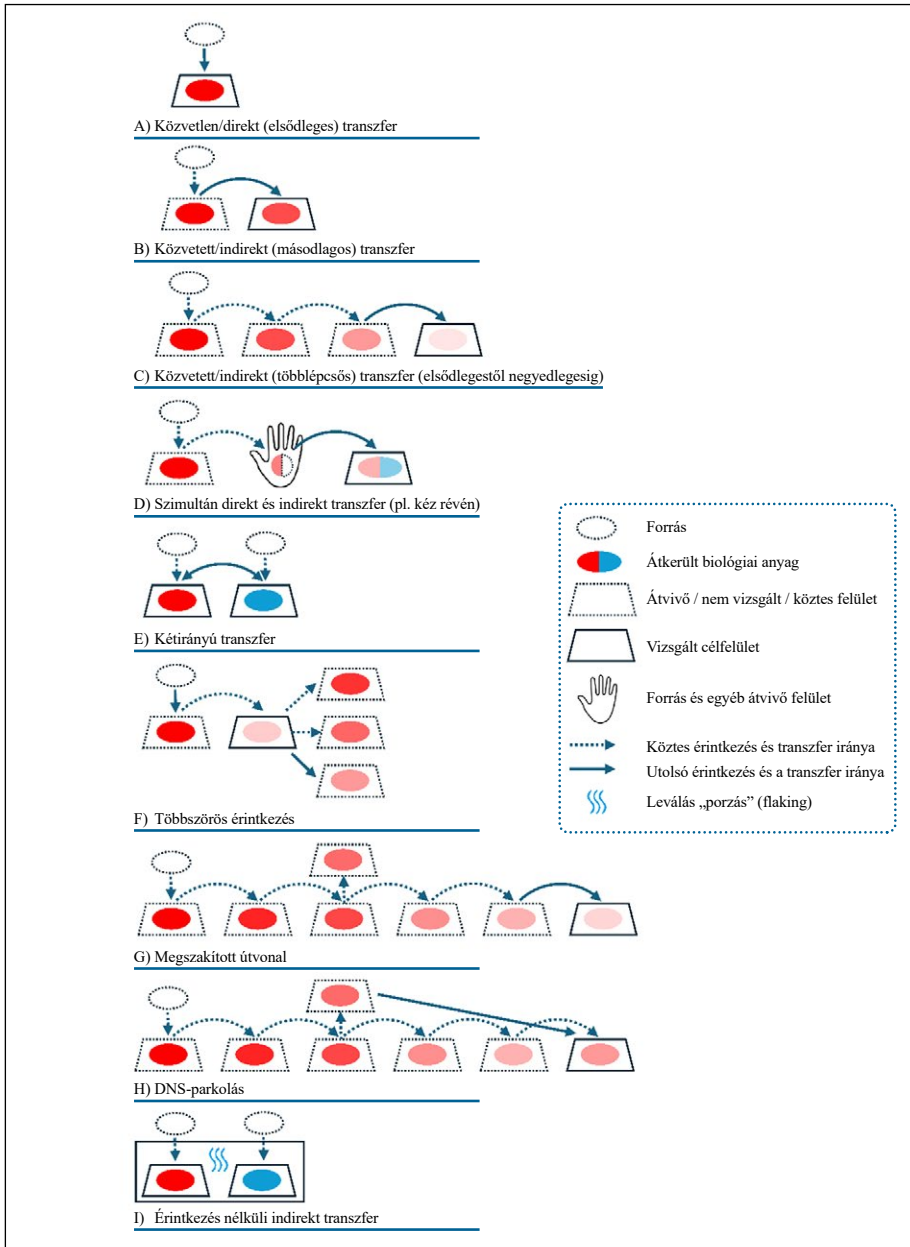 A) Közvetlen/direkt (elsődleges) transzfer
B) Közvetett/indirekt (másodlagos) transzfer
C) Közvetett/indirekt (többlépcsős) transzfer (elsődlegestől negyedlegesig)
D) Szimultán direkt és indirekt transzfer (pl. kéz révén)
E) Kétirányú transzfer
F) Többszörös érintkezés
G) Megszakított útvonal
H) DNS-parkolás
I) Érintkezés nélküli indirekt transzfer
Forrás
Átkerült biológiai anyag
Átvivő / nem vizsgált / köztes felület
Vizsgált célfelület
Forrás és egyéb átvivő felület
Köztes érintkezés és transzfer iránya
Utolsó érintkezés és a transzfer iránya
Leválás „porzás” (flaking)